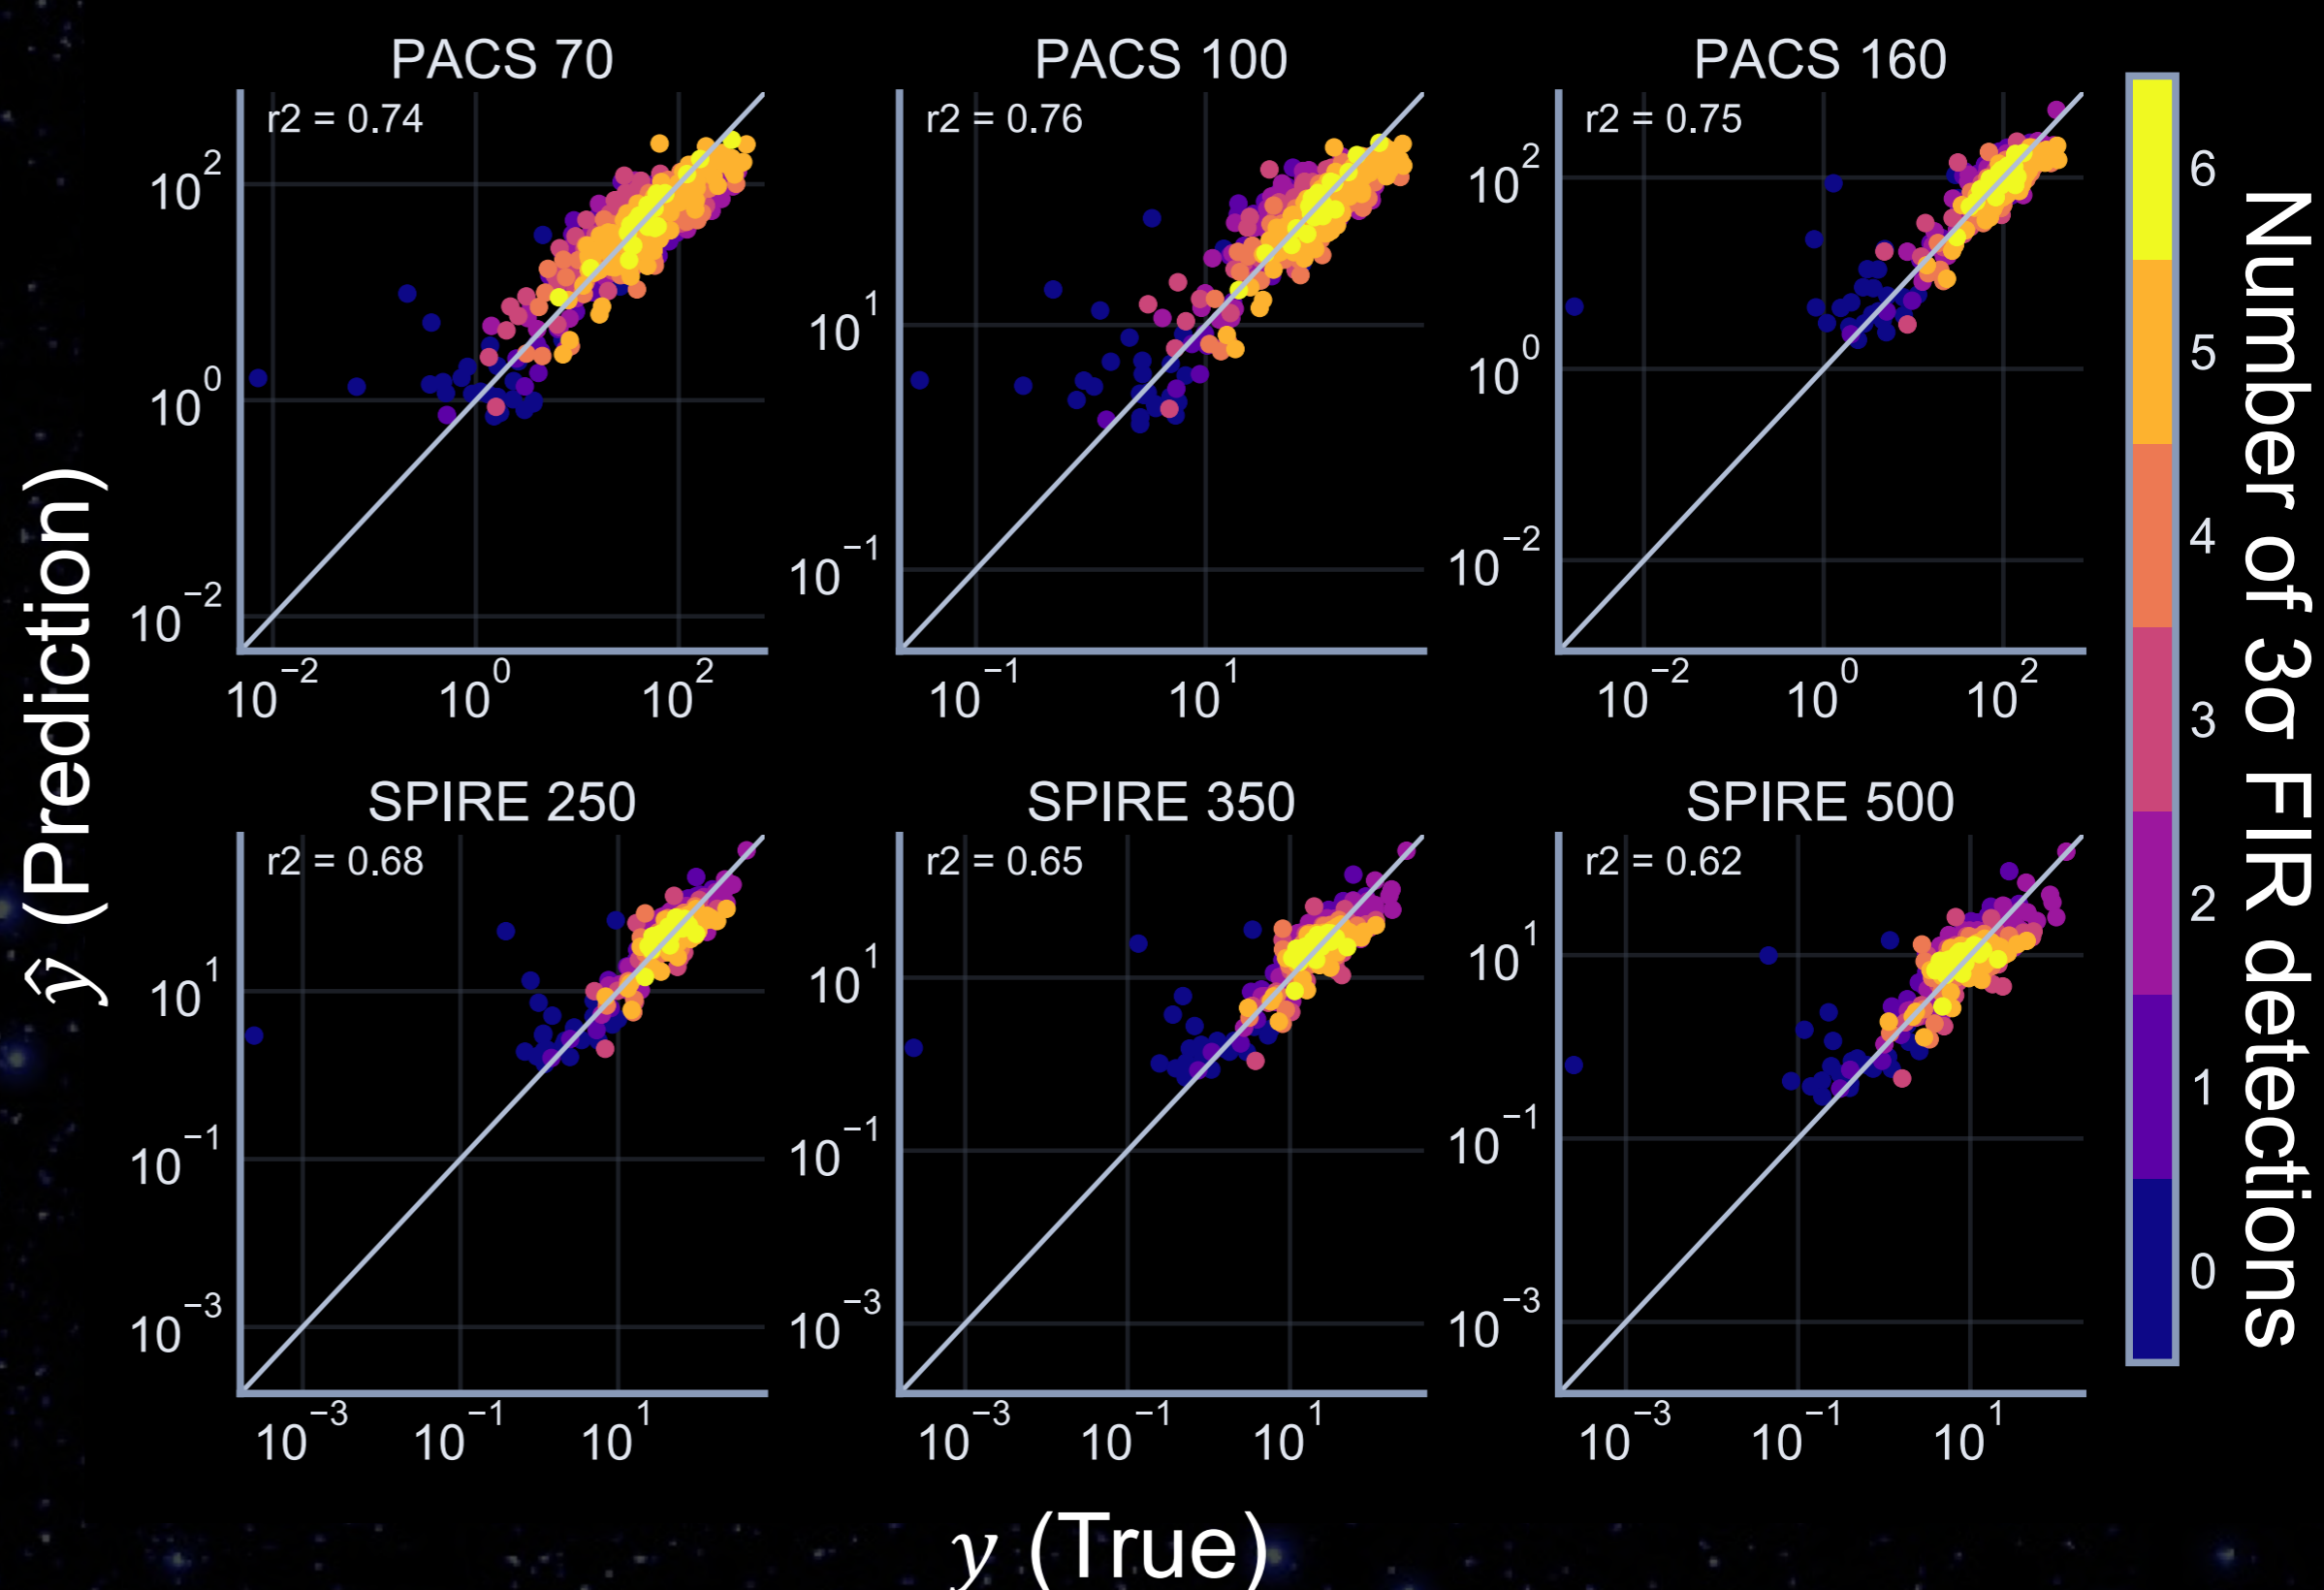 PACS 70
PACS 100
PACS 160
r2 = 0.74
r2 = 0.76
r2 = 0.75
10^2
10^0
10^−2
10^−2
10^0
10^2
10^1
10^−1
10^−1
10^1
10^2
10^0
10^−2
10^−2
10^0
10^2
SPIRE 250
SPIRE 350
SPIRE 500
r2 = 0.68
r2 = 0.65
r2 = 0.62
10^1
10^−1
10^−3
10^−3
10^−1
10^1
10^1
10^−1
10^−3
10^−3
10^−1
10^1
10^1
10^−1
10^−3
10^−3
10^−1
10^1
ŷ (Prediction)
y (True)
6
5
4
3
2
1
0
Number of 3σ FIR detections